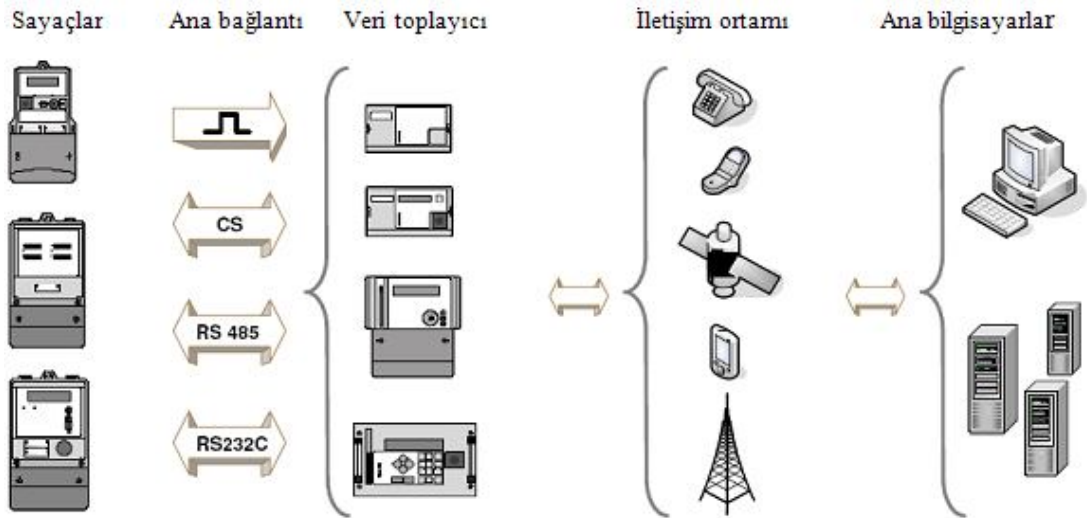 Sayaçlar
Ana bağlantı
Veri toplayıcı
İletişim ortamı
Ana bilgisayarlar
CS
RS 485
RS232C